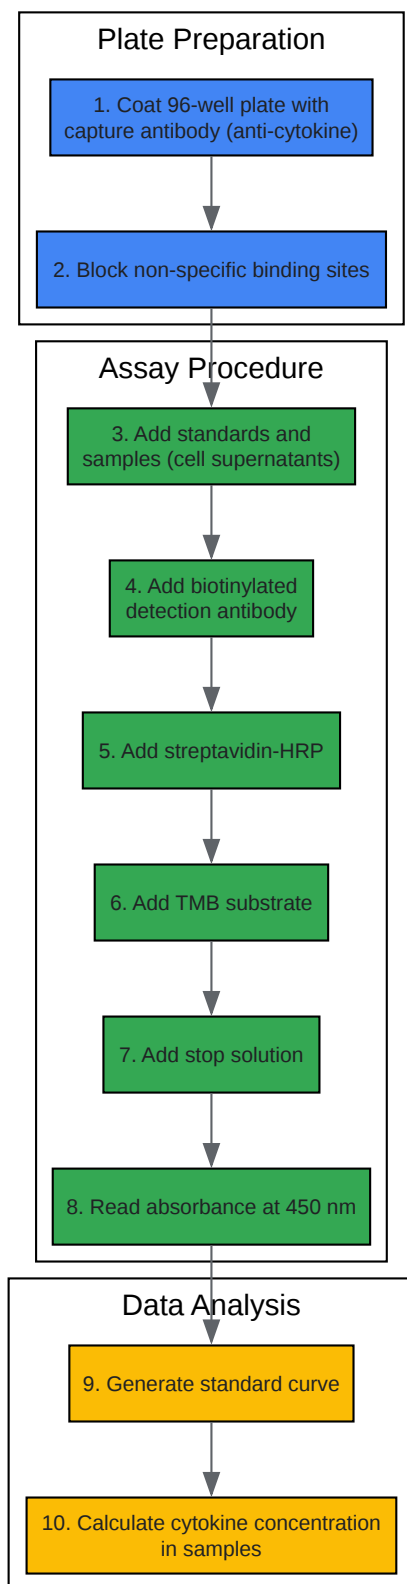 Plate Preparation
1. Coat 96-well plate with
capture antibody (anti-cytokine)
2. Block non-specific binding sites
Assay Procedure
3. Add standards and
samples (cell supernatants)
4. Add biotinylated
detection antibody
5. Add streptavidin-HRP
6. Add TMB substrate
7. Add stop solution
8. Read absorbance at 450 nm
Data Analysis
9. Generate standard curve
10. Calculate cytokine concentration
in samples